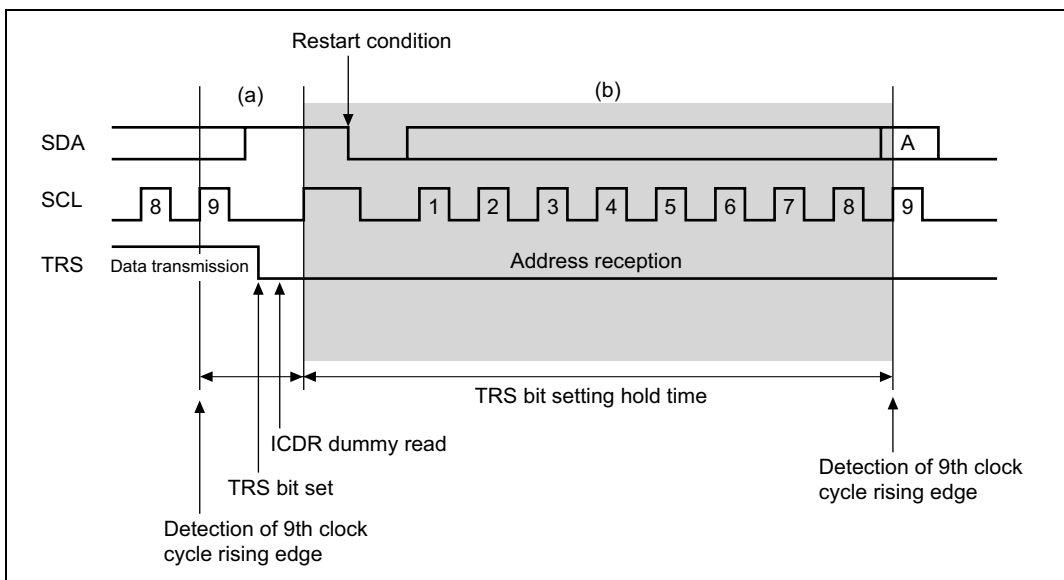 Restart condition
(a)
(b)
SDA
A
SCL
8
9
1
2
3
4
5
6
7
8
9
TRS
Data transmission
Address reception
TRS bit setting hold time
ICDR dummy read
TRS bit set
Detection of 9th clock
cycle rising edge
Detection of 9th clock
cycle rising edge